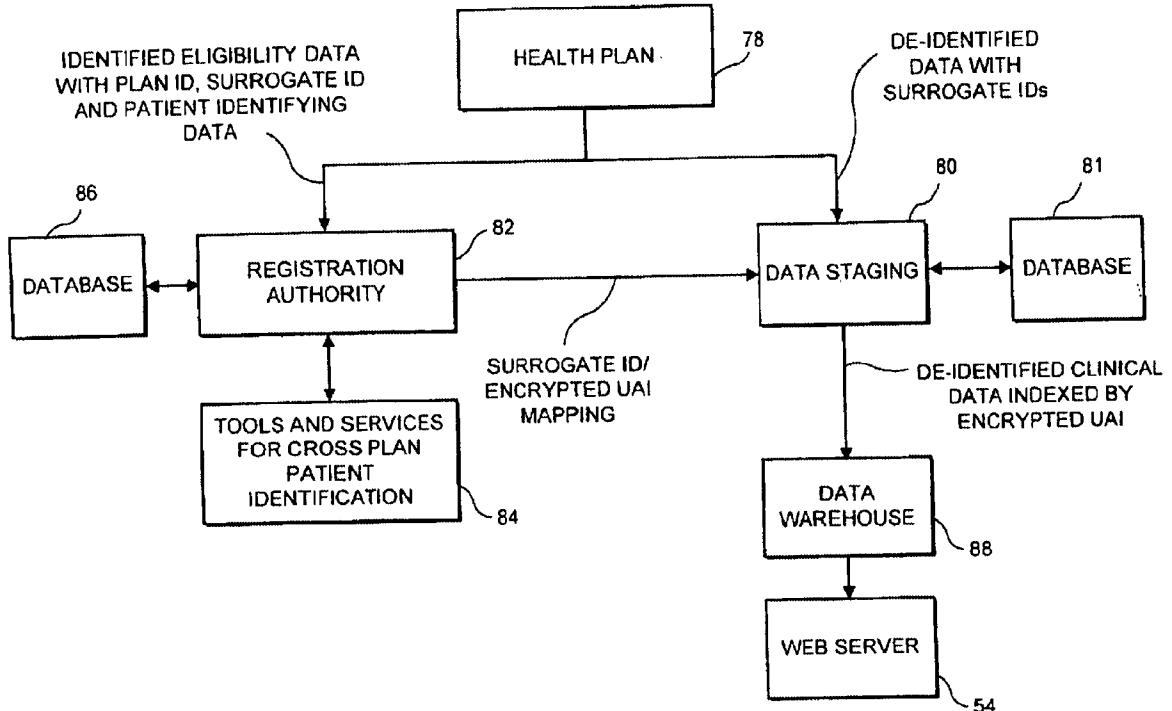 IDENTIFIED ELIGIBILITY DATA
WITH PLAN ID, SURROGATE ID
AND PATIENT IDENTIFYING
DATA
HEALTH PLAN
78
DE-IDENTIFIED
DATA WITH
SURROGATE IDs
86
DATABASE
82
REGISTRATION
AUTHORITY
80
DATA STAGING
81
DATABASE
SURROGATE ID/
ENCRYPTED UAI
MAPPING
DE-IDENTIFIED CLINICAL
DATA INDEXED BY
ENCRYPTED UAI
TOOLS AND SERVICES
FOR CROSS PLAN
PATIENT
IDENTIFICATION
84
DATA
WAREHOUSE
88
WEB SERVER
54